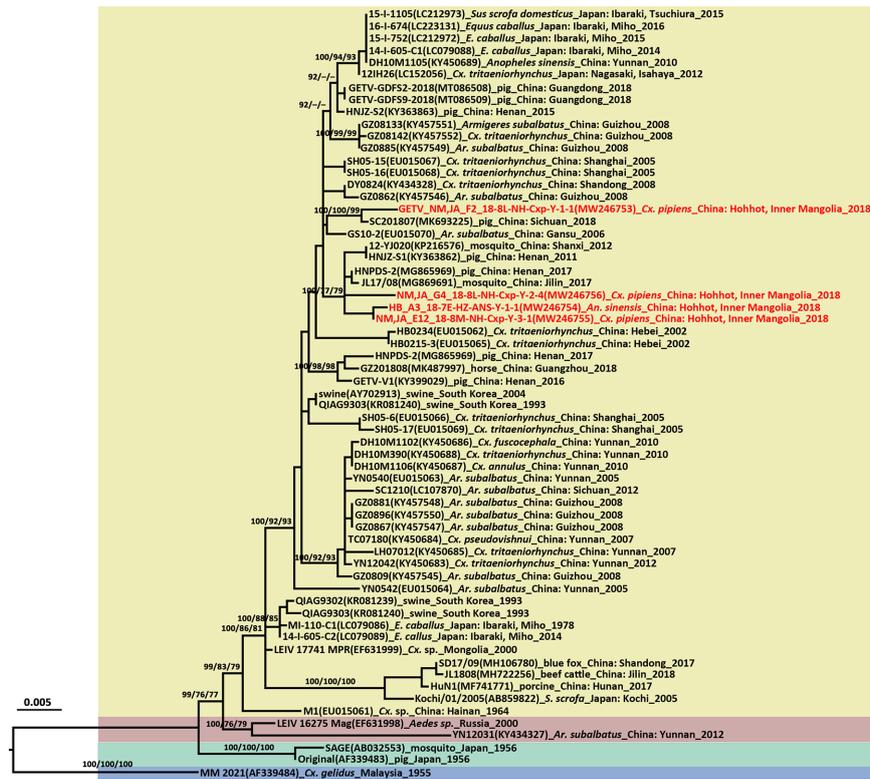 15-I-1105(LC212973)_Sus scrofa domesticus_Japan: Ibaraki, Tsuchiura_2015
16-I-674(LC223131)_Equus caballus_Japan: Ibaraki, Miho_2016
15-I-752(LC212972)_E. caballus_Japan: Ibaraki, Miho_2015
14-I-605-C1(LC079088)_E. caballus_Japan: Ibaraki, Miho_2014
100/94/93
DH10M1105(KY450689)_Anopheles sinensis_China: Yunnan_2010
12IH26(LC152056)_Cx. tritaeniorhynchus_Japan: Nagasaki, Isahaya_2012
92/–/–
GETV-GDFS2-2018(MT086508)_pig_China: Guangdong_2018
GETV-GDFS9-2018(MT086509)_pig_China: Guangdong_2018
92/–/–
HNJZ-S2(KY363863)_pig_China: Henan_2015
GZ08133(KY457551)_Armigeres subalbatus_China: Guizhou_2008
100/99/99
GZ08142(KY457552)_Cx. tritaeniorhynchus_China: Guizhou_2008
GZ0885(KY457549)_Ar. subalbatus_China: Guizhou_2008
SH05-15(EU015067)_Cx. tritaeniorhynchus_China: Shanghai_2005
SH05-16(EU015068)_Cx. tritaeniorhynchus_China: Shanghai_2005
DY0824(KY434328)_Cx. tritaeniorhynchus_China: Shandong_2008
GZ0862(KY457546)_Ar. subalbatus_China: Guizhou_2008
100/100/99
GETV_NM,JA_F2_18-8L-NH-Cxp-Y-1-1(MW246753)_Cx. pipiens_China: Hohhot, Inner Mangolia_2018
SC201807(MK693225)_pig_China: Sichuan_2018
GS10-2(EU015070)_Ar. subalbatus_China: Gansu_2006
12-YJ020(KP216576)_mosquito_China: Shanxi_2012
HNJZ-S1(KY363862)_pig_China: Henan_2011
HNPDS-2(MG865969)_pig_China: Henan_2017
JL17/08(MG869691)_mosquito_China: Jilin_2017
100/77/79
NM,JA_G4_18-8L-NH-Cxp-Y-2-4(MW246756)_Cx. pipiens_China: Hohhot, Inner Mangolia_2018
HB_A3_18-7E-HZ-ANS-Y-1-1(MW246754)_An. sinensis_China: Hohhot, Inner Mangolia_2018
NM,JA_E12_18-8M-NH-Cxp-Y-3-1(MW246755)_Cx. pipiens_China: Hohhot, Inner Mangolia_2018
HB0234(EU015062)_Cx. tritaeniorhynchus_China: Hebei_2002
HB0215-3(EU015065)_Cx. tritaeniorhynchus_China: Hebei_2002
HNPDS-2(MG865969)_pig_China: Henan_2017
100/98/98
GZ201808(MK487997)_horse_China: Guangzhou_2018
GETV-V1(KY399029)_pig_China: Henan_2016
swine(AY702913)_swine_South Korea_2004
QIAG9303(KR081240)_swine_South Korea_1993
SH05-6(EU015066)_Cx. tritaeniorhynchus_China: Shanghai_2005
SH05-17(EU015069)_Cx. tritaeniorhynchus_China: Shanghai_2005
DH10M1102(KY450686)_Cx. fuscocephala_China: Yunnan_2010
DH10M390(KY450688)_Cx. tritaeniorhynchus_China: Yunnan_2010
DH10M1106(KY450687)_Cx. annulus_China: Yunnan_2010
YN0540(EU015063)_Ar. subalbatus_China: Yunnan_2005
SC1210(LC107870)_Ar. subalbatus_China: Sichuan_2012
GZ0881(KY457548)_Ar. subalbatus_China: Guizhou_2008
GZ0896(KY457550)_Ar. subalbatus_China: Guizhou_2008
100/92/93
GZ0867(KY457547)_Ar. subalbatus_China: Guizhou_2008
TC07180(KY450684)_Cx. pseudovishnui_China: Yunnan_2007
LH07012(KY450685)_Cx. tritaeniorhynchus_China: Yunnan_2007
100/92/93
YN12042(KY450683)_Cx. tritaeniorhynchus_China: Yunnan_2012
GZ0809(KY457545)_Ar. subalbatus_China: Guizhou_2008
YN0542(EU015064)_Ar. subalbatus_China: Yunnan_2005
QIAG9302(KR081239)_swine_South Korea_1993
QIAG9303(KR081240)_swine_South Korea_1993
100/88/85
100/86/81
MI-110-C1(LC079086)_E. caballus_Japan: Ibaraki, Miho_1978
14-I-605-C2(LC079089)_E. callus_Japan: Ibaraki, Miho_2014
LEIV 17741 MPR(EF631999)_Cx. sp._Mongolia_2000
99/83/79
SD17/09(MH106780)_blue fox_China: Shandong_2017
JL1808(MH722256)_beef cattle_China: Jilin_2018
100/100/100
HuN1(MF741771)_porcine_China: Hunan_2017
99/76/77
Kochi/01/2005(AB859822)_S. scrofa_Japan: Kochi_2005
0.005
M1(EU015061)_Cx. sp._China: Hainan_1964
100/76/79
LEIV 16275 Mag(EF631998)_Aedes sp._Russia_2000
YN12031(KY434327)_Ar. subalbatus_China: Yunnan_2012
100/100/100
SAGE(AB032553)_mosquito_Japan_1956
Original(AF339483)_pig_Japan_1956
100/100/100
MM 2021(AF339484)_Cx. gelidus_Malaysia_1955